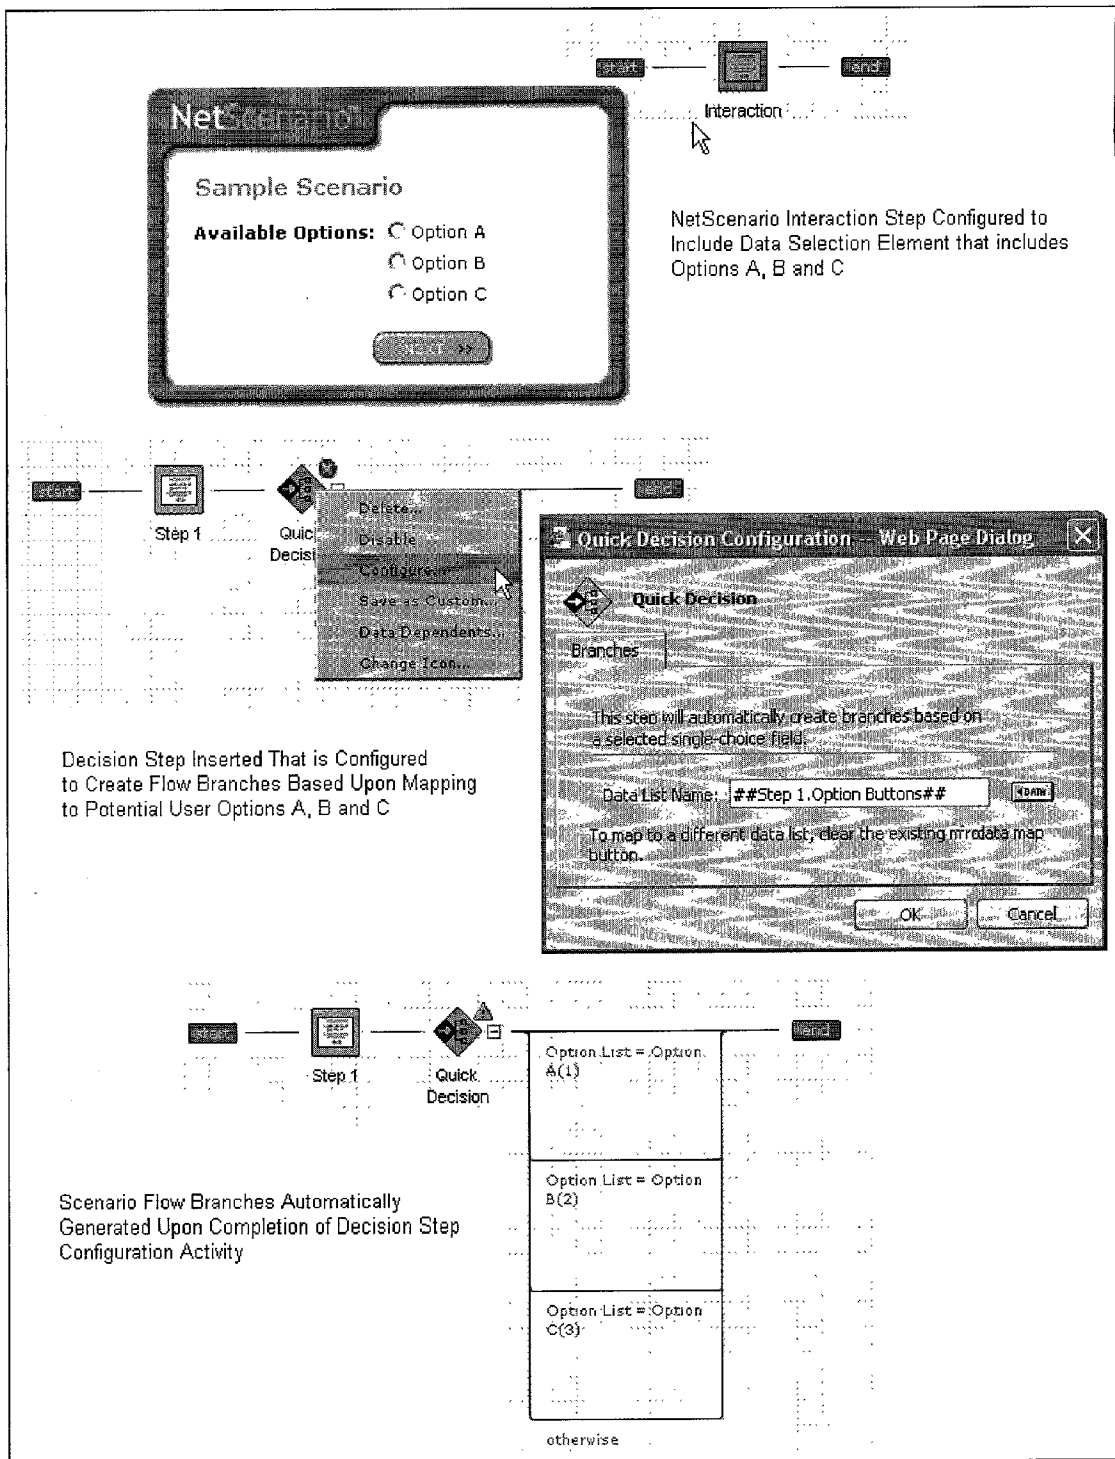 start
end
Interaction
NetScenario
Sample Scenario
Available Options:
Option A
Option B
Option C
NEXT >>
NetScenario Interaction Step Configured to
Include Data Selection Element that includes
Options A, B and C
start
Step 1
Quic
Decisi
end
Delete...
Disable
Configure...
Save as Custom...
Data Dependents...
Change Icon...
Quick Decision Configuration -- Web Page Dialog
Quick Decision
Branches
This step will automatically create branches based on
a selected single-choice field.
Data List Name: ##Step 1.Option Buttons##
DATA
To map to a different data list, clear the existing data map
button.
OK
Cancel
Decision Step Inserted That is Configured
to Create Flow Branches Based Upon Mapping
to Potential User Options A, B and C
start
Step 1
Quick
Decision
end
Option List = Option
A(1)
Option List = Option
B(2)
Option List = Option
C(3)
otherwise
Scenario Flow Branches Automatically
Generated Upon Completion of Decision Step
Configuration Activity